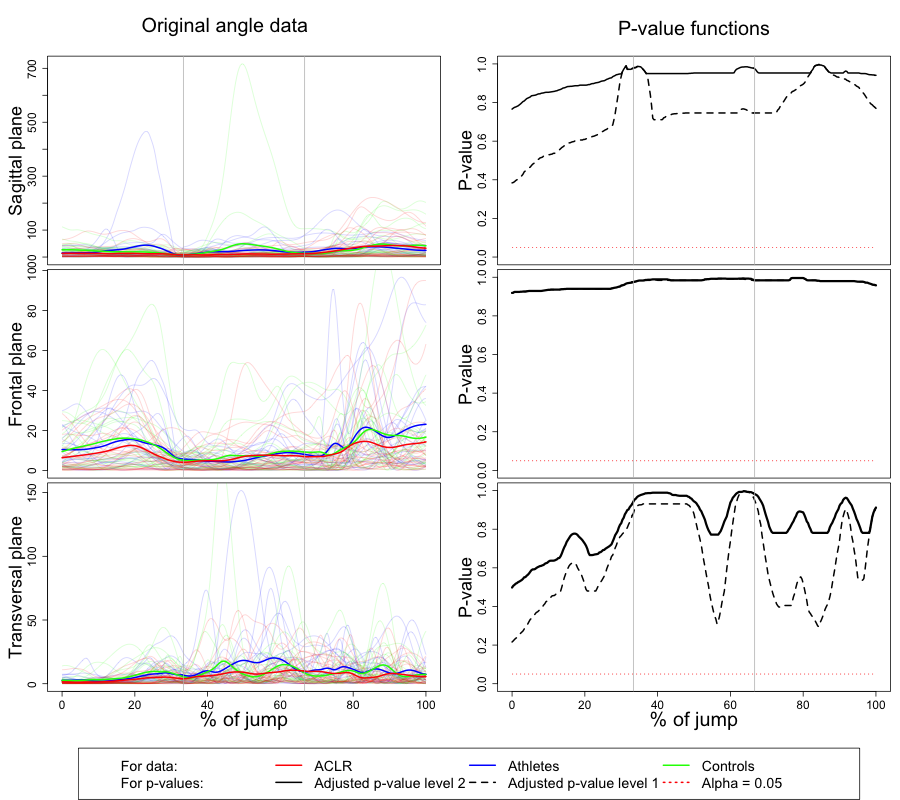 Original angle data
P-value functions
Sagittal plane
700
500
300
100
P-value
1.0
0.8
0.6
0.4
0.2
0.0
Frontal plane
100
80
60
40
20
0
P-value
1.0
0.8
0.6
0.4
0.2
0.0
Transversal plane
150
100
50
0
P-value
1.0
0.8
0.6
0.4
0.2
0.0
0 20 40 60 80 100
0 20 40 60 80 100
% of jump
% of jump
For data: ACLR Athletes Controls
For p-values: Adjusted p-value level 2 Adjusted p-value level 1 Alpha = 0.05